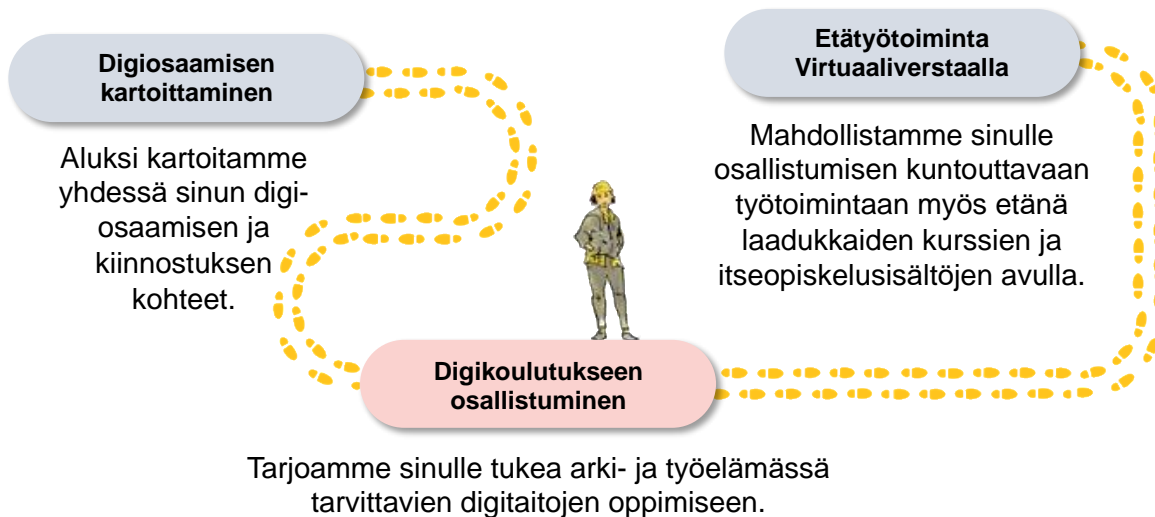 Digiosaamisen
kartoittaminen
Aluksi kartoitamme
yhdessä sinun digi-
osaamisen ja
kiinnostuksen
kohteet.
Digikoulutukseen
osallistuminen
Tarjoamme sinulle tukea arki- ja työelämässä
tarvittavien digitaitojen oppimiseen.
Etätyötoiminta
Virtuaaliverstaalla
Mahdollistamme sinulle
osallistumisen kuntouttavaan
työtoimintaan myös etänä
laadukkaiden kurssien ja
itseopiskelusisältöjen avulla.